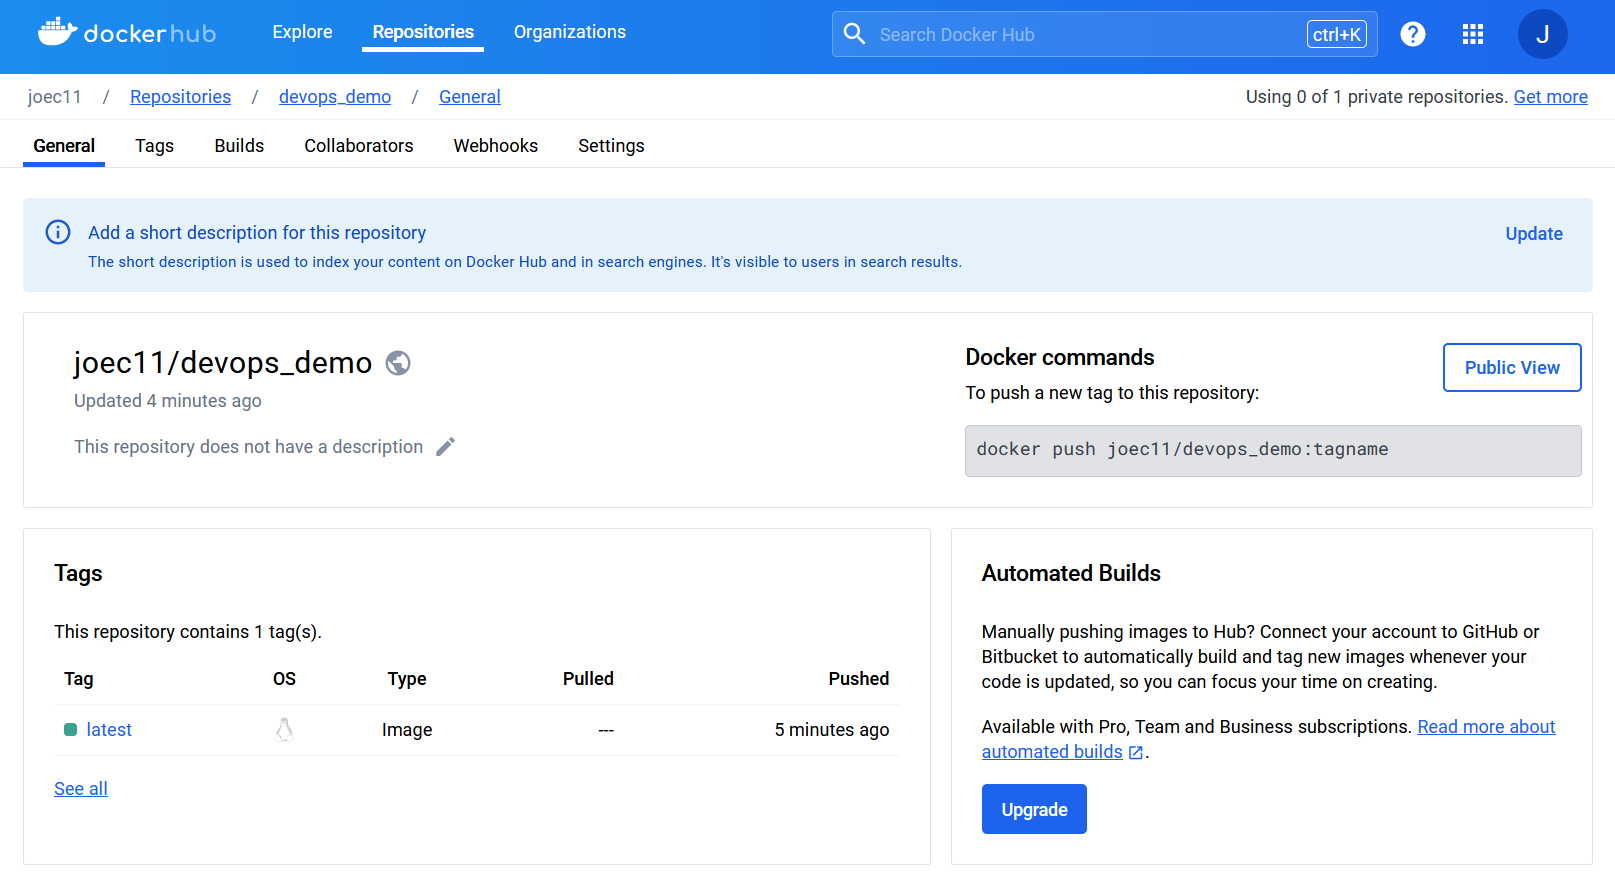 docker hub Explore Repositories Organizations Search Docker Hub ctrl+K ? J
joec11 / Repositories / devops_demo / General Using 0 of 1 private repositories. Get more
General Tags Builds Collaborators Webhooks Settings
Add a short description for this repository
Update
The short description is used to index your content on Docker Hub and in search engines. It's visible to users in search results.
joec11/devops_demo
Updated 4 minutes ago
This repository does not have a description
Docker commands
Public View
To push a new tag to this repository:
docker push joec11/devops_demo:tagname
Tags
This repository contains 1 tag(s).
Tag OS Type Pulled Pushed
latest Image --- 5 minutes ago
See all
Automated Builds
Manually pushing images to Hub? Connect your account to GitHub or
Bitbucket to automatically build and tag new images whenever your
code is updated, so you can focus your time on creating.
Available with Pro, Team and Business subscriptions. Read more about
automated builds .
Upgrade